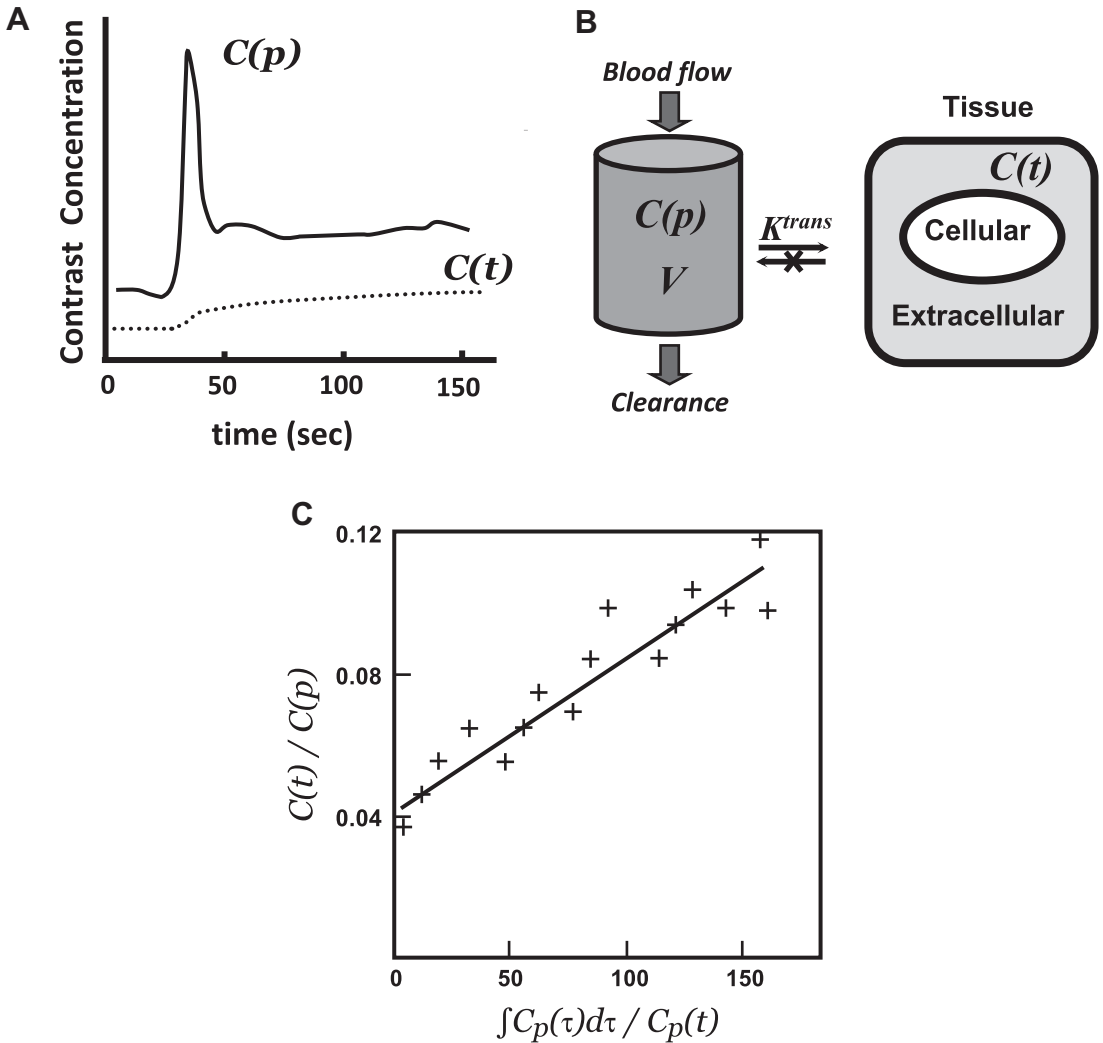 A
Contrast Concentration
C(p)
C(t)
0 50 100 150
time (sec)
B
Blood flow
C(p)
V
Clearance
K^trans
Tissue
C(t)
Cellular
Extracellular
C
0.12
0.08
0.04
C(t) / C(p)
0 50 100 150
∫Cp(τ)dτ / Cp(t)